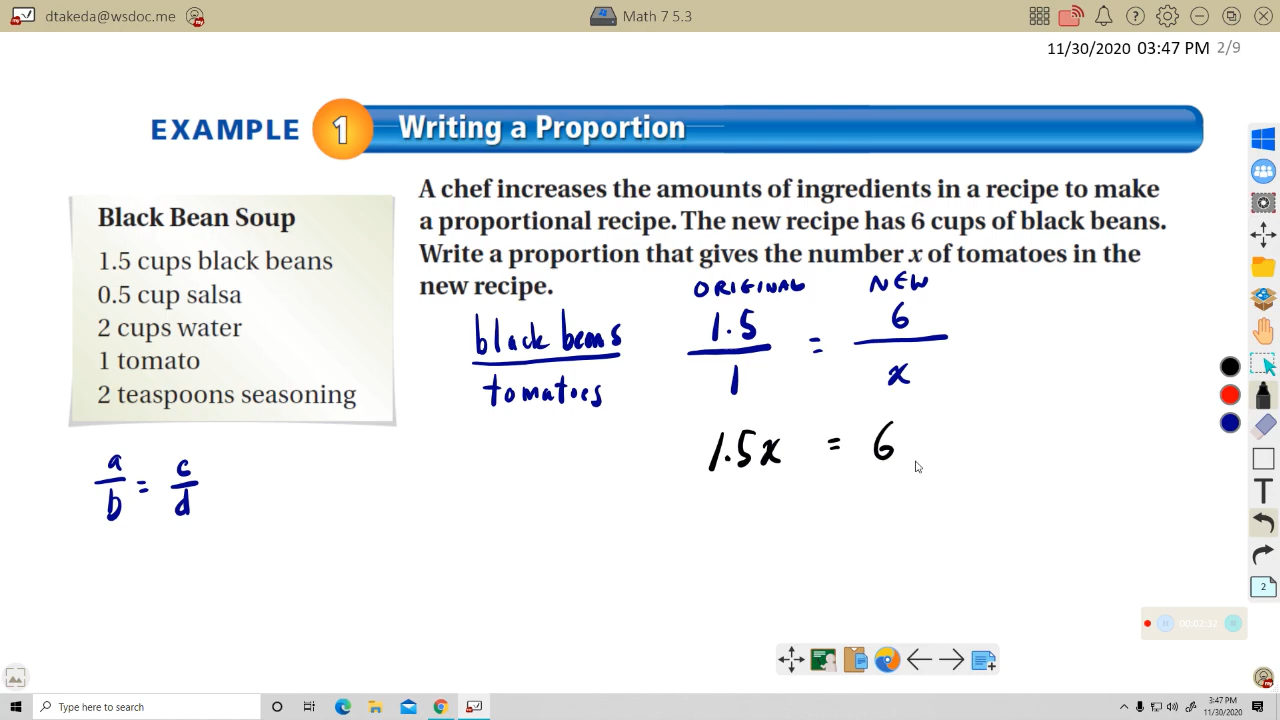 dtakeda@wsdoc.me
Math 7 5.3
11/30/2020 03:47 PM 2/9
EXAMPLE 1 Writing a Proportion
Black Bean Soup
1.5 cups black beans
0.5 cup salsa
2 cups water
1 tomato
2 teaspoons seasoning
A chef increases the amounts of ingredients in a recipe to make
a proportional recipe. The new recipe has 6 cups of black beans.
Write a proportion that gives the number x of tomatoes in the
new recipe.
ORIGINAL NEW
black beans 1.5 = 6
tomatoes 1 x
1.5x = 6
a = c
b d
T
2
00:02:32
Type here to search
3:47 PM
11/30/2020